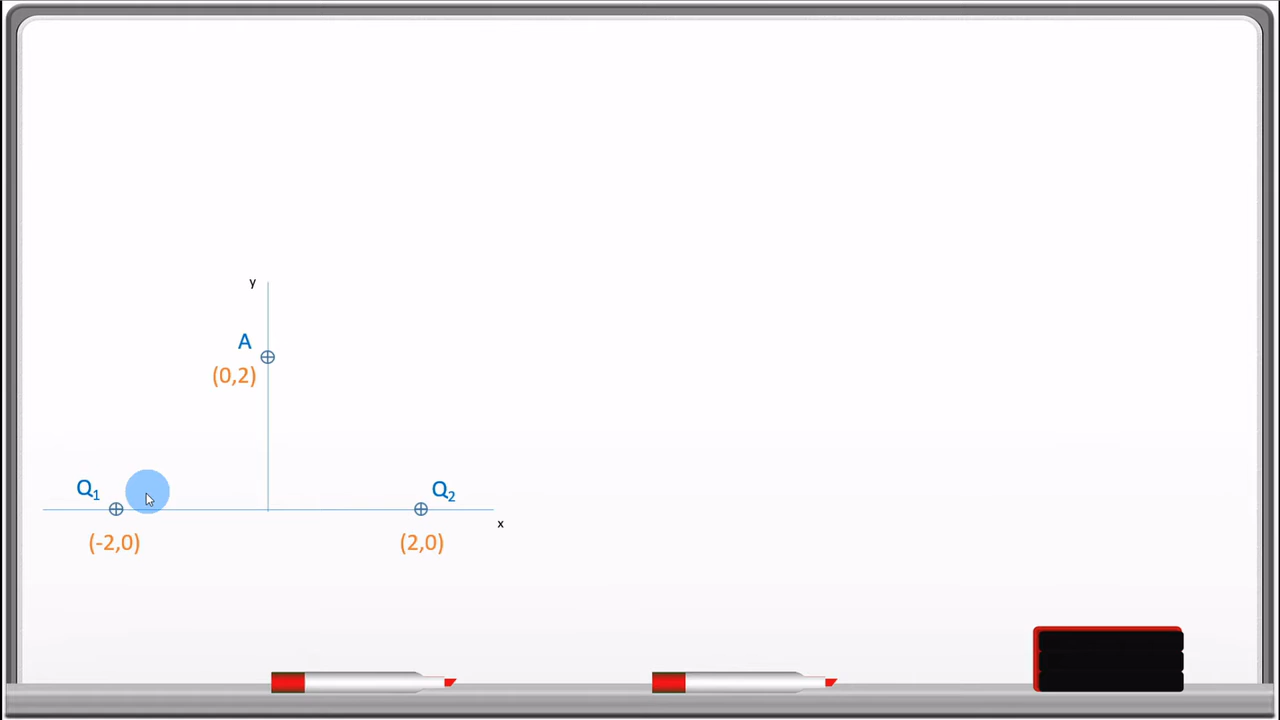 y
A
(0,2)
Q₁
Q₂
x
(-2,0)
(2,0)